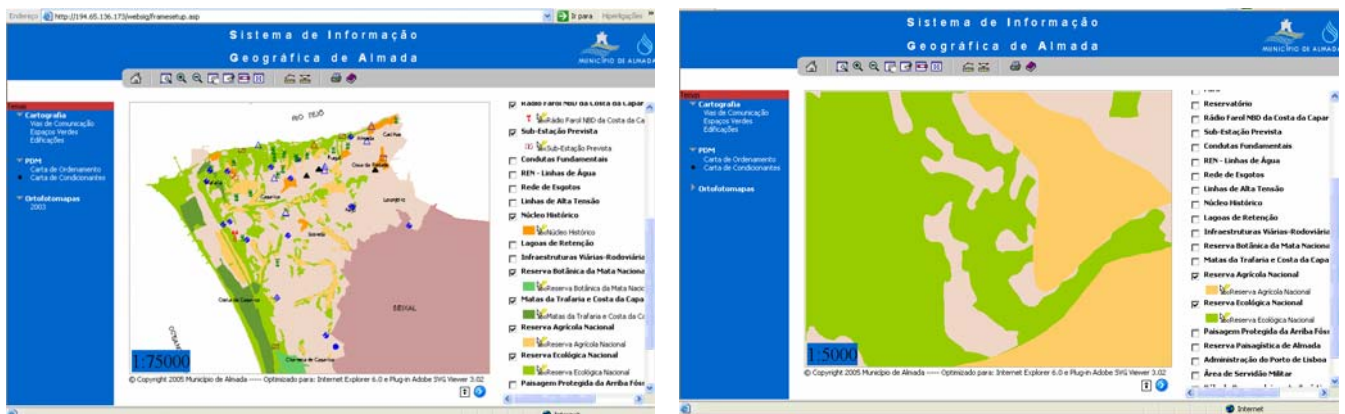 Endereço http://194.65.136.173/websig/framesetup.asp Ir para Hiperligações
Sistema de Informação
Geográfica de Almada
MUNICÍPIO DE ALMADA
Temas
Cartografia
Vias de Comunicação
Espaços Verdes
Edificações
PDM
Carta de Ordenamento
Carta de Condicionantes
Ortofotomapas
2003
RIO TEJO
Cacilhas
Almada
Laranjeiro
SEIXAL
Charneca de Caparica
1:75000
Rádio Farol NBD da Costa da Capar
Rádio Farol NBD da Costa da Ca
Sub-Estação Prevista
Sub-Estação Prevista
Condutas Fundamentais
REN - Linhas de Água
Rede de Esgotos
Linhas de Alta Tensão
Núcleo Histórico
Núcleo Histórico
Lagoas de Retenção
Infraestruturas Viárias-Rodoviária
Reserva Botânica da Mata Naciona
Reserva Botânica da Mata Nacio
Matas da Trafaria e Costa da Capa
Matas da Trafaria e Costa da Ca
Reserva Agrícola Nacional
Reserva Agrícola Nacional
Reserva Ecológica Nacional
Reserva Ecológica Nacional
Paisagem Protegida da Arriba Fóss
© Copyright 2005 Município de Almada ---- Optimizado para: Internet Explorer 6.0 e Plug-in Adobe SVG Viewer 3.02
Internet
Sistema de Informação
Geográfica de Almada
MUNICÍPIO DE ALMADA
Temas
Cartografia
Vias de Comunicação
Espaços Verdes
Edificações
PDM
Carta de Ordenamento
Carta de Condicionantes
Ortofotomapas
1:5000
Reservatório
Rádio Farol NBD da Costa da Capar
Sub-Estação Prevista
Condutas Fundamentais
REN - Linhas de Água
Rede de Esgotos
Linhas de Alta Tensão
Núcleo Histórico
Lagoas de Retenção
Infraestruturas Viárias-Rodoviária
Reserva Botânica da Mata Naciona
Matas da Trafaria e Costa da Capa
Reserva Agrícola Nacional
Reserva Agrícola Nacional
Reserva Ecológica Nacional
Reserva Ecológica Nacional
Paisagem Protegida da Arriba Fóss
Reserva Paisagística de Almada
Administração do Porto de Lisboa
Área de Servidão Militar
© Copyright 2005 Município de Almada ---- Optimizado para: Internet Explorer 6.0 e Plug-in Adobe SVG Viewer 3.02
Internet